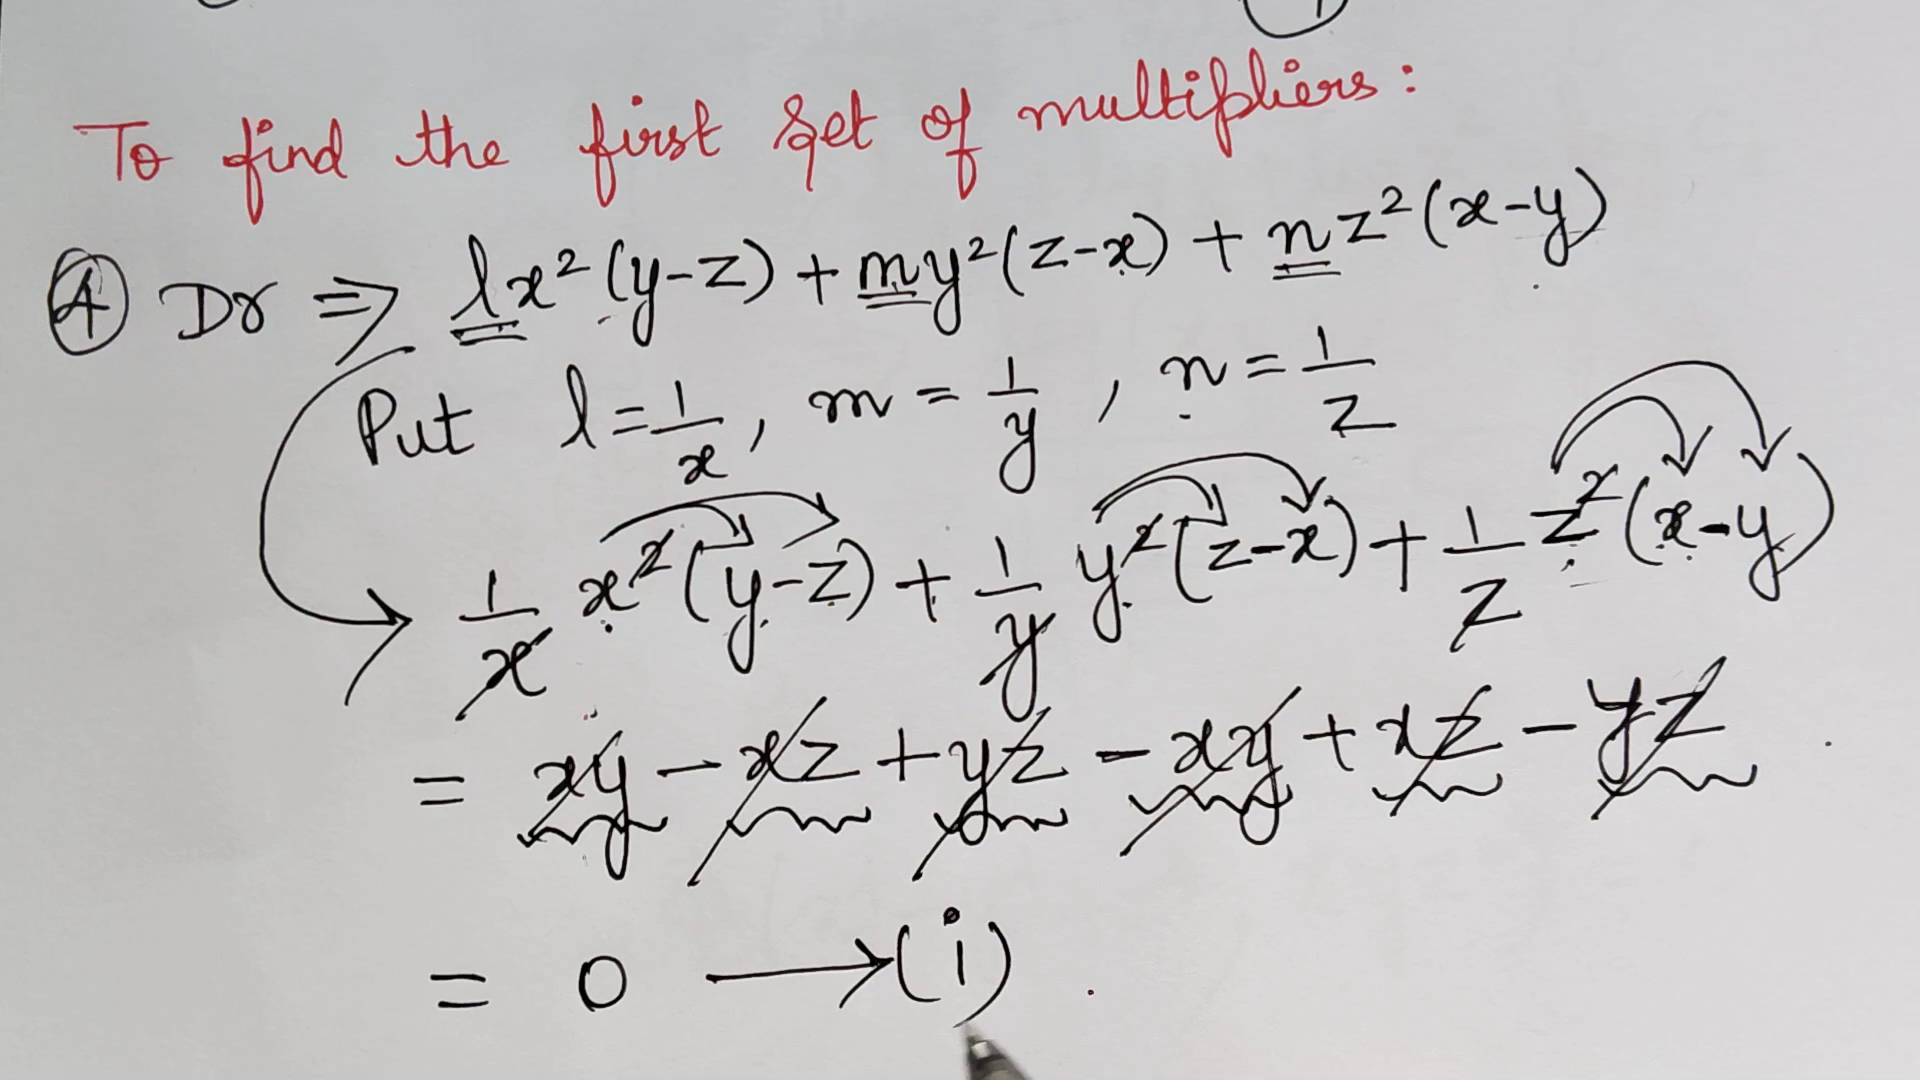 To find the first set of multipliers:
④ Dr ⇒ lx²(y-z) + my²(z-x) + nz²(x-y)
Put l = 1/x, m = 1/y, n = 1/z
1/x x²(y-z) + 1/y y²(z-x) + 1/z z²(x-y)
= xy - xz + yz - xy + xz - yz
= 0 → (i)